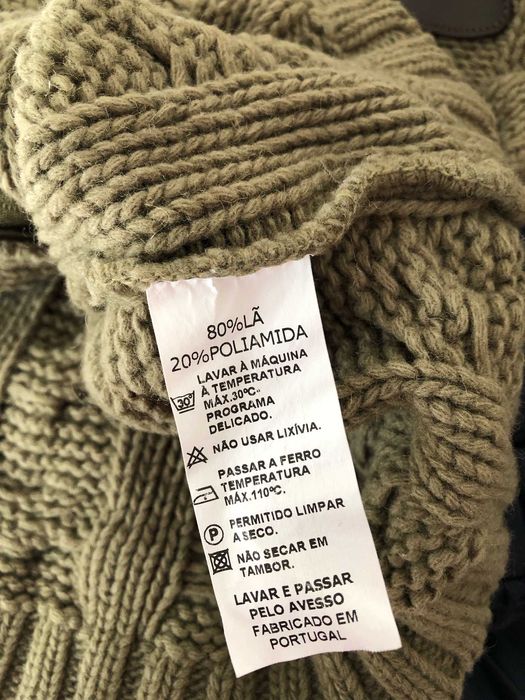 80%LÃ
20%POLIAMIDA
LAVAR À MÁQUINA
À TEMPERATURA
30° MÁX.30ºC.
PROGRAMA
DELICADO.
NÃO USAR LIXÍVIA.
PASSAR A FERRO
TEMPERATURA
MÁX.110ºC.
P PERMITIDO LIMPAR
A SECO.
NÃO SECAR EM
TAMBOR.
LAVAR E PASSAR
PELO AVESSO
FABRICADO EM
PORTUGAL